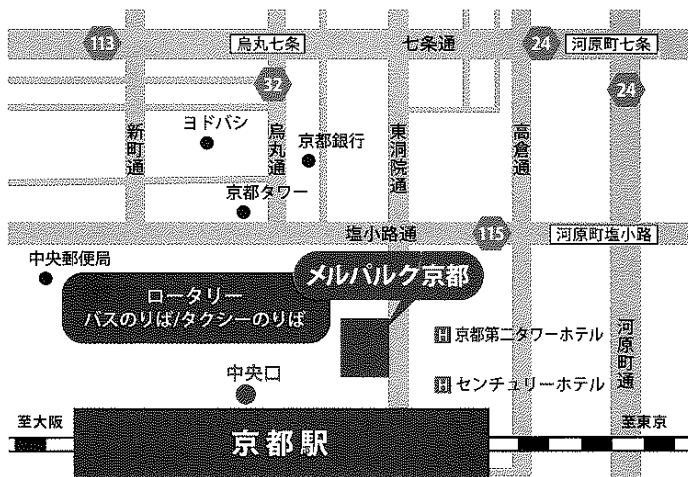 113
烏丸七条
七条通
24
河原町七条
32
24
ヨドバシ
京都銀行
新町通
烏丸通
東洞院通
高倉通
京都タワー
塩小路通
115
河原町塩小路
中央郵便局
メルパルク京都
ロータリー
バスのりば/タクシーのりば
H 京都第二タワーホテル
河原町通
中央口
H センチュリーホテル
至大阪
至東京
京都駅